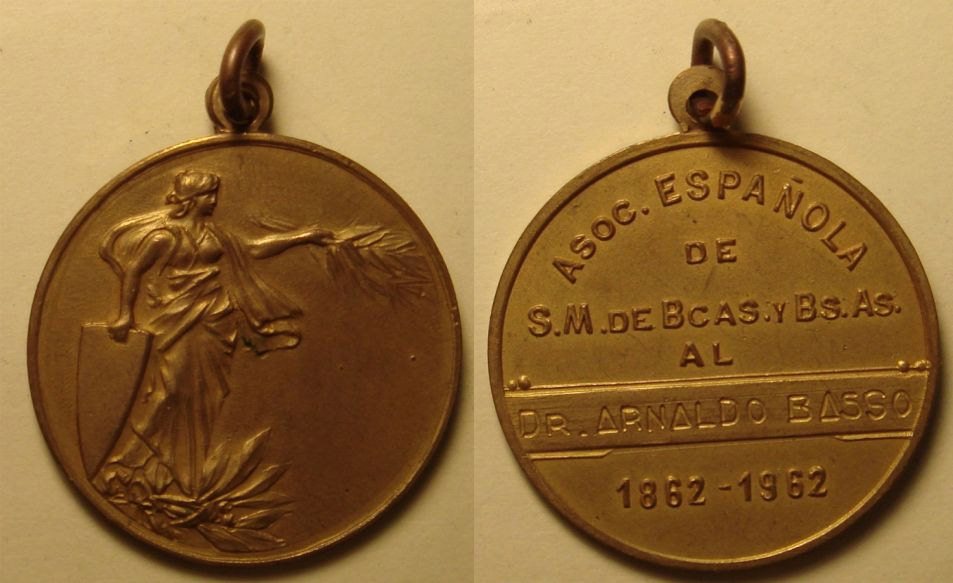 ASOC. ESPAÑOLA
DE
S.M. DE BCAS. Y BS. AS.
AL
DR. ARNALDO BASSO
1862-1962